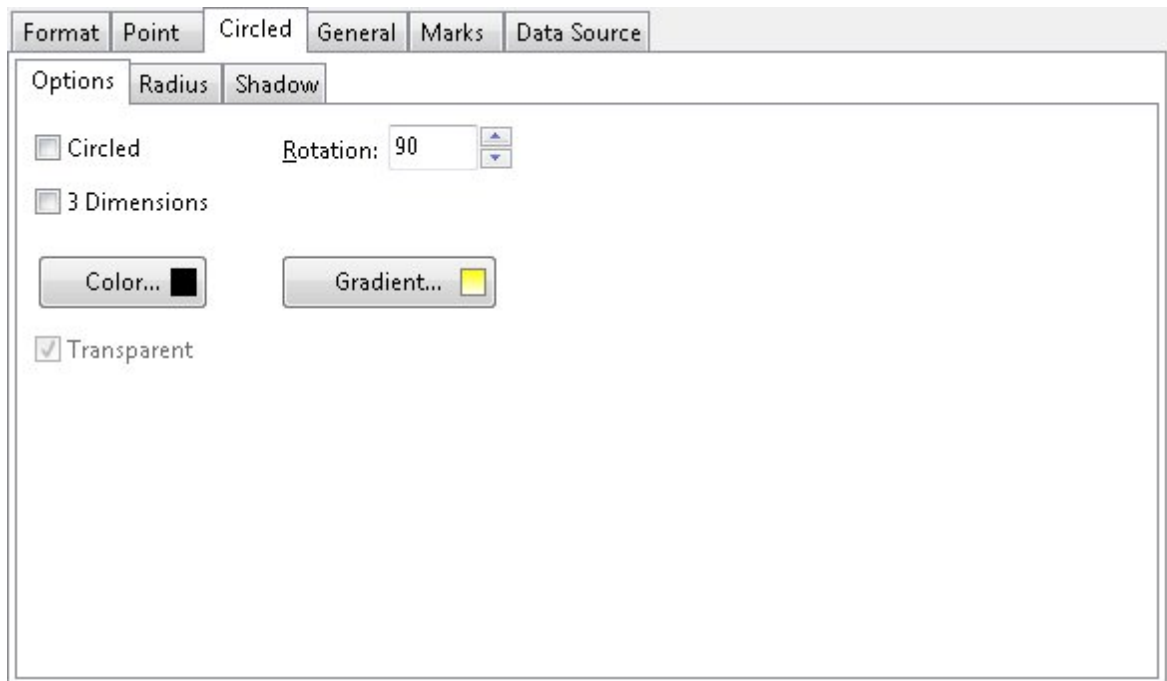 Format Point Circled General Marks Data Source
Options Radius Shadow
Circled Rotation: 90
3 Dimensions
Color... Gradient...
Transparent